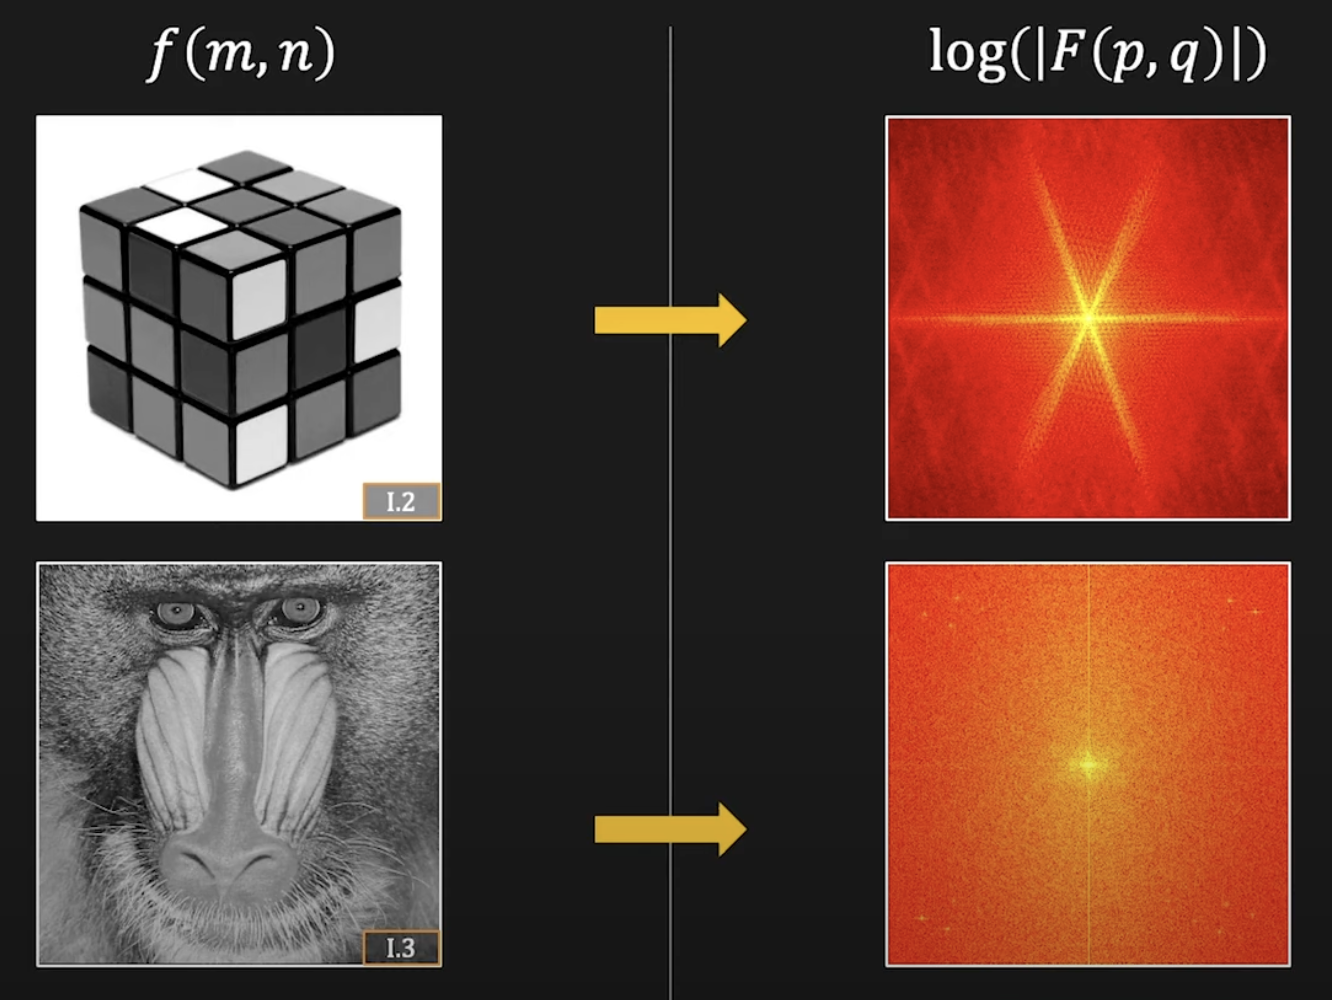 f(m, n)
log(|F(p, q)|)
I.2
I.3